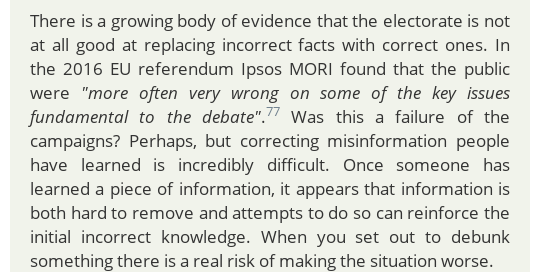 There is a growing body of evidence that the electorate is not
at all good at replacing incorrect facts with correct ones. In
the 2016 EU referendum Ipsos MORI found that the public
were "more often very wrong on some of the key issues
fundamental to the debate".77 Was this a failure of the
campaigns? Perhaps, but correcting misinformation people
have learned is incredibly difficult. Once someone has
learned a piece of information, it appears that information is
both hard to remove and attempts to do so can reinforce the
initial incorrect knowledge. When you set out to debunk
something there is a real risk of making the situation worse.